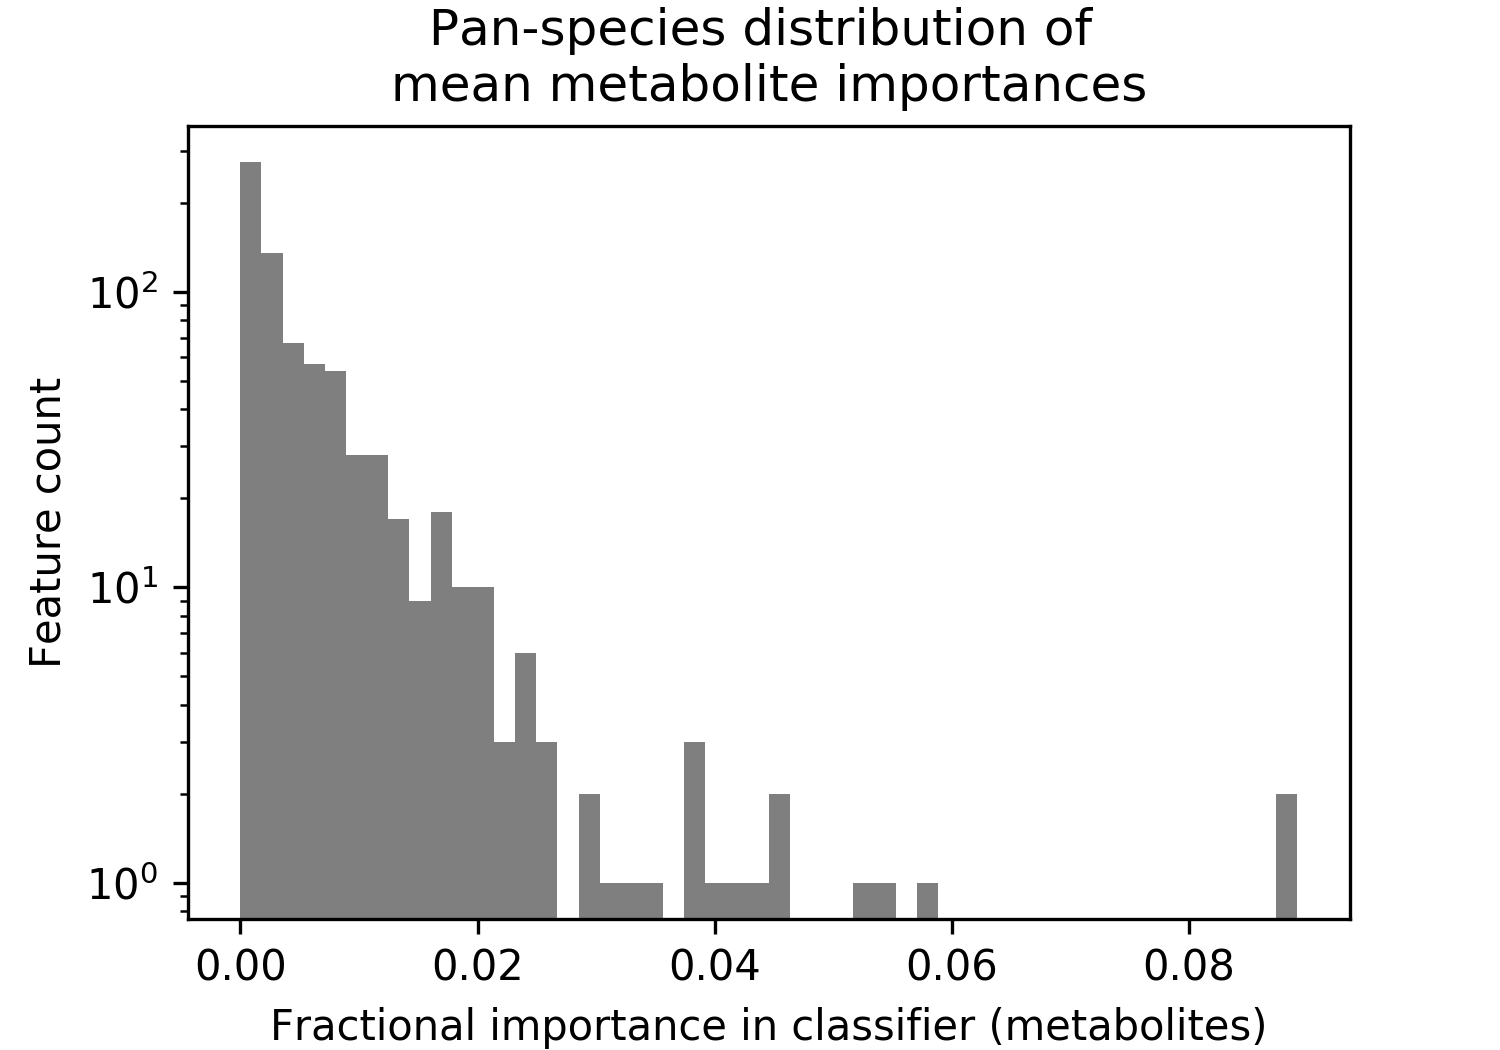 Pan-species distribution of
mean metabolite importances
Feature count
10²
10¹
10⁰
0.00 0.02 0.04 0.06 0.08
Fractional importance in classifier (metabolites)